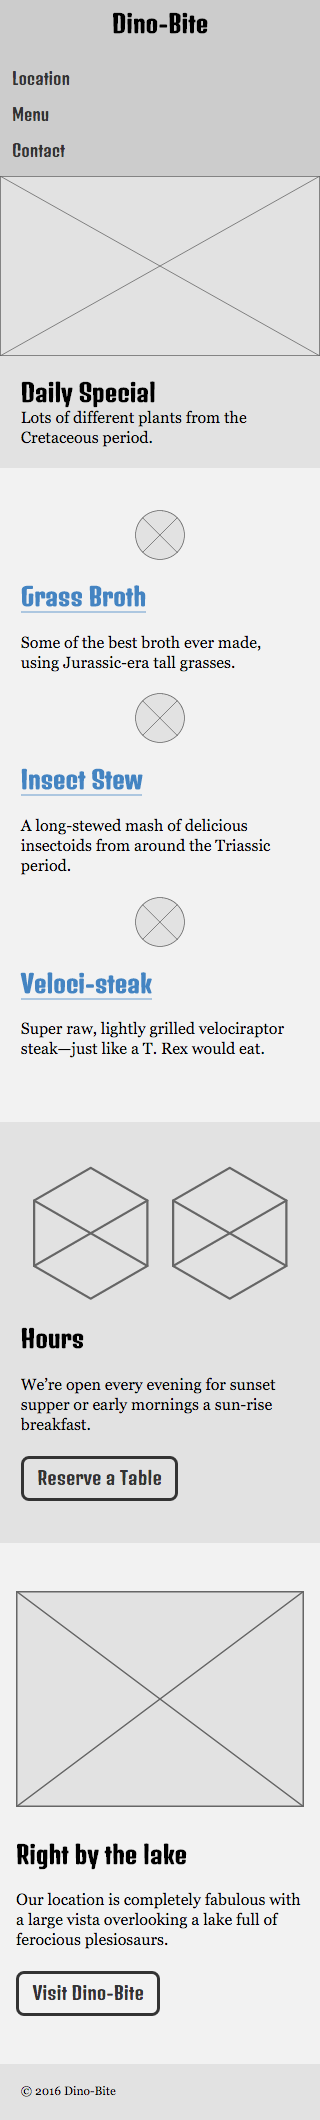 Dino-Bite
Location
Menu
Contact
Daily Special
Lots of different plants from the
Cretaceous period.
Grass Broth
Some of the best broth ever made,
using Jurassic-era tall grasses.
Insect Stew
A long-stewed mash of delicious
insectoids from around the Triassic
period.
Veloci-steak
Super raw, lightly grilled velociraptor
steak—just like a T. Rex would eat.
Hours
We’re open every evening for sunset
supper or early mornings a sun-rise
breakfast.
Reserve a Table
Right by the lake
Our location is completely fabulous with
a large vista overlooking a lake full of
ferocious plesiosaurs.
Visit Dino-Bite
© 2016 Dino-Bite